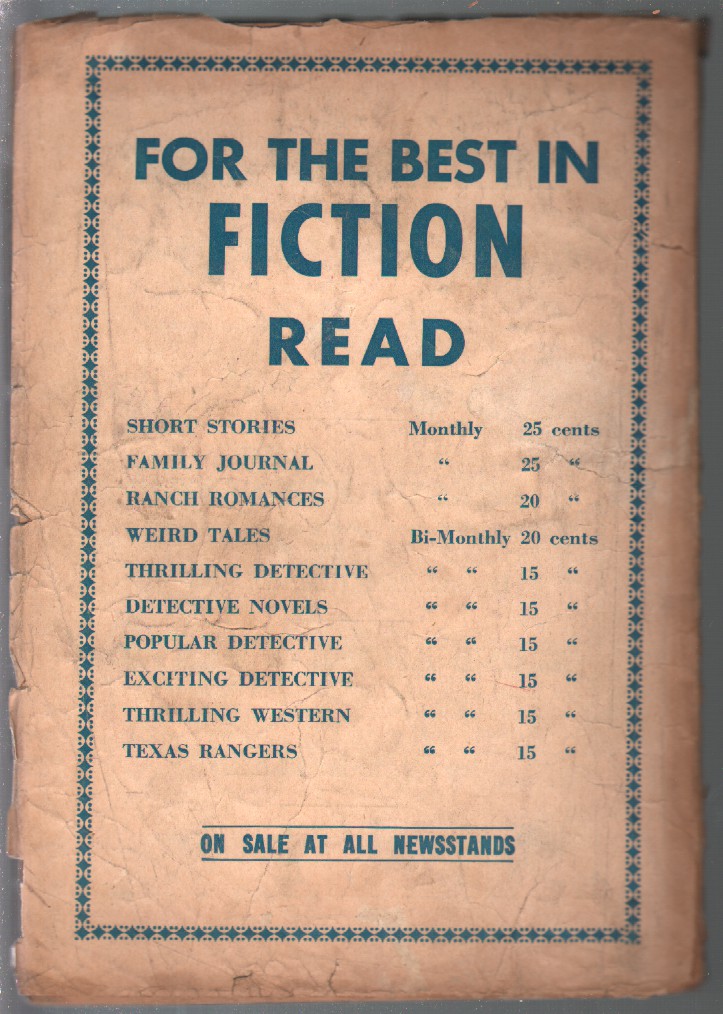 FOR THE BEST IN
FICTION
READ
SHORT STORIES Monthly 25 cents
FAMILY JOURNAL “ 25 “
RANCH ROMANCES “ 20 “
WEIRD TALES Bi-Monthly 20 cents
THRILLING DETECTIVE “ “ 15 “
DETECTIVE NOVELS “ “ 15 “
POPULAR DETECTIVE “ “ 15 “
EXCITING DETECTIVE “ “ 15 “
THRILLING WESTERN “ “ 15 “
TEXAS RANGERS “ “ 15 “
ON SALE AT ALL NEWSSTANDS